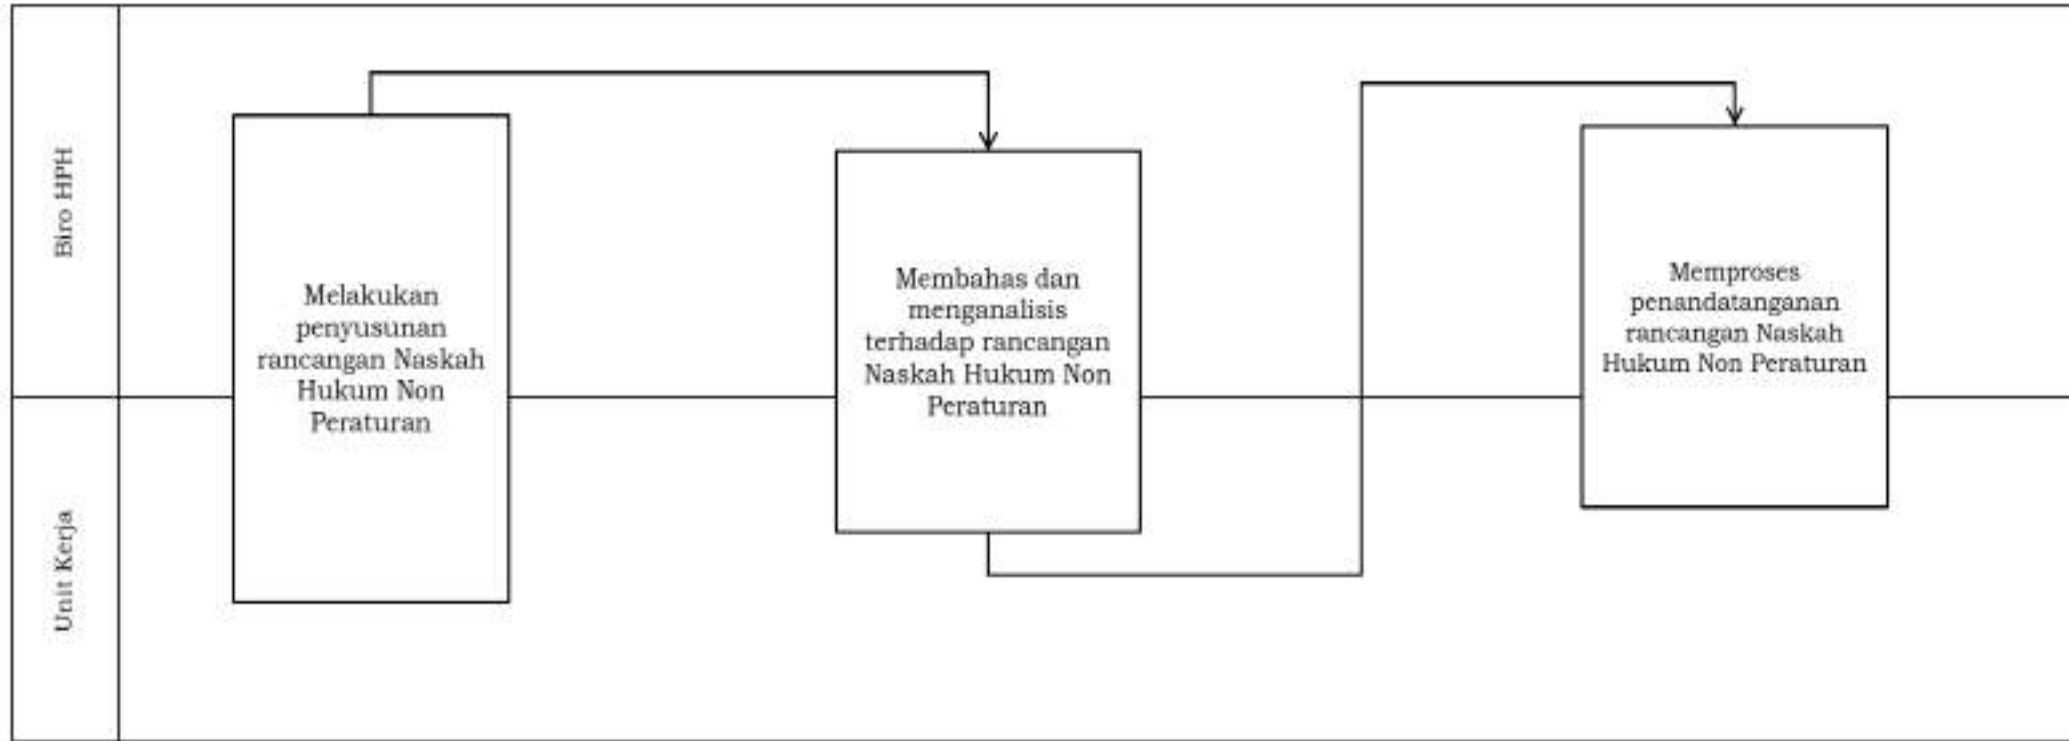 Biro HPH
Melakukan
penyusunan
rancangan Naskah
Hukum Non
Peraturan
Membahas dan
menganalisis
terhadap rancangan
Naskah Hukum Non
Peraturan
Memproses
penandatanganan
rancangan Naskah
Hukum Non Peraturan
Unit Kerja